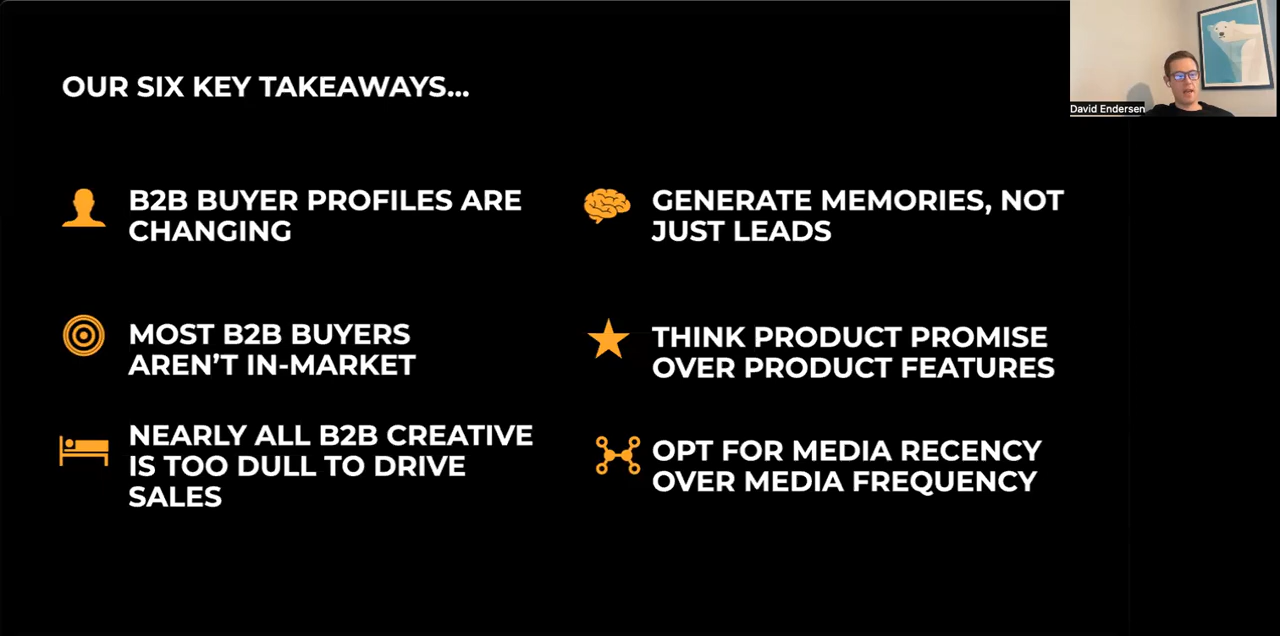 OUR SIX KEY TAKEAWAYS...
B2B BUYER PROFILES ARE
CHANGING
MOST B2B BUYERS
AREN'T IN-MARKET
NEARLY ALL B2B CREATIVE
IS TOO DULL TO DRIVE
SALES
GENERATE MEMORIES, NOT
JUST LEADS
THINK PRODUCT PROMISE
OVER PRODUCT FEATURES
OPT FOR MEDIA RECENCY
OVER MEDIA FREQUENCY
David Endersen